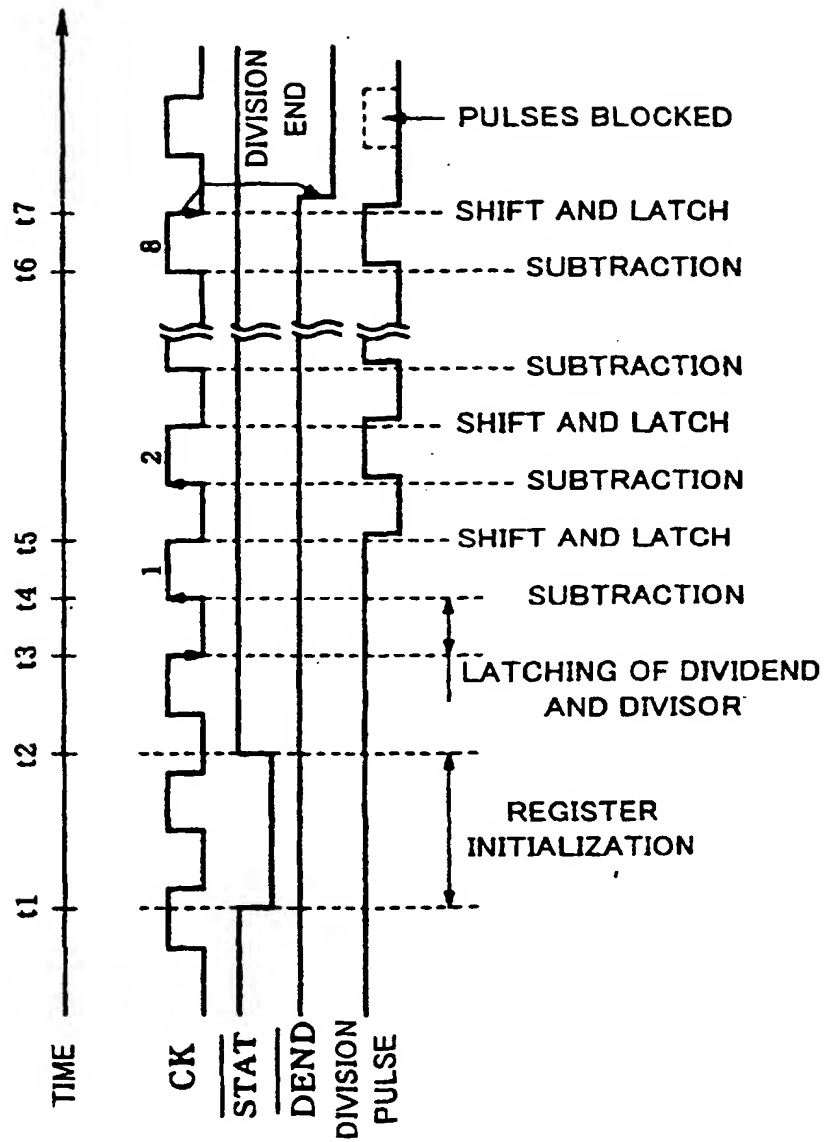 TIME
t1
t2
t3
t4
t5
t6
t7
CK
1
2
8
STAT
DEND
DIVISION
END
DIVISION
PULSE
PULSES BLOCKED
SHIFT AND LATCH
SUBTRACTION
SUBTRACTION
SHIFT AND LATCH
SUBTRACTION
SHIFT AND LATCH
SUBTRACTION
LATCHING OF DIVIDEND
AND DIVISOR
REGISTER
INITIALIZATION